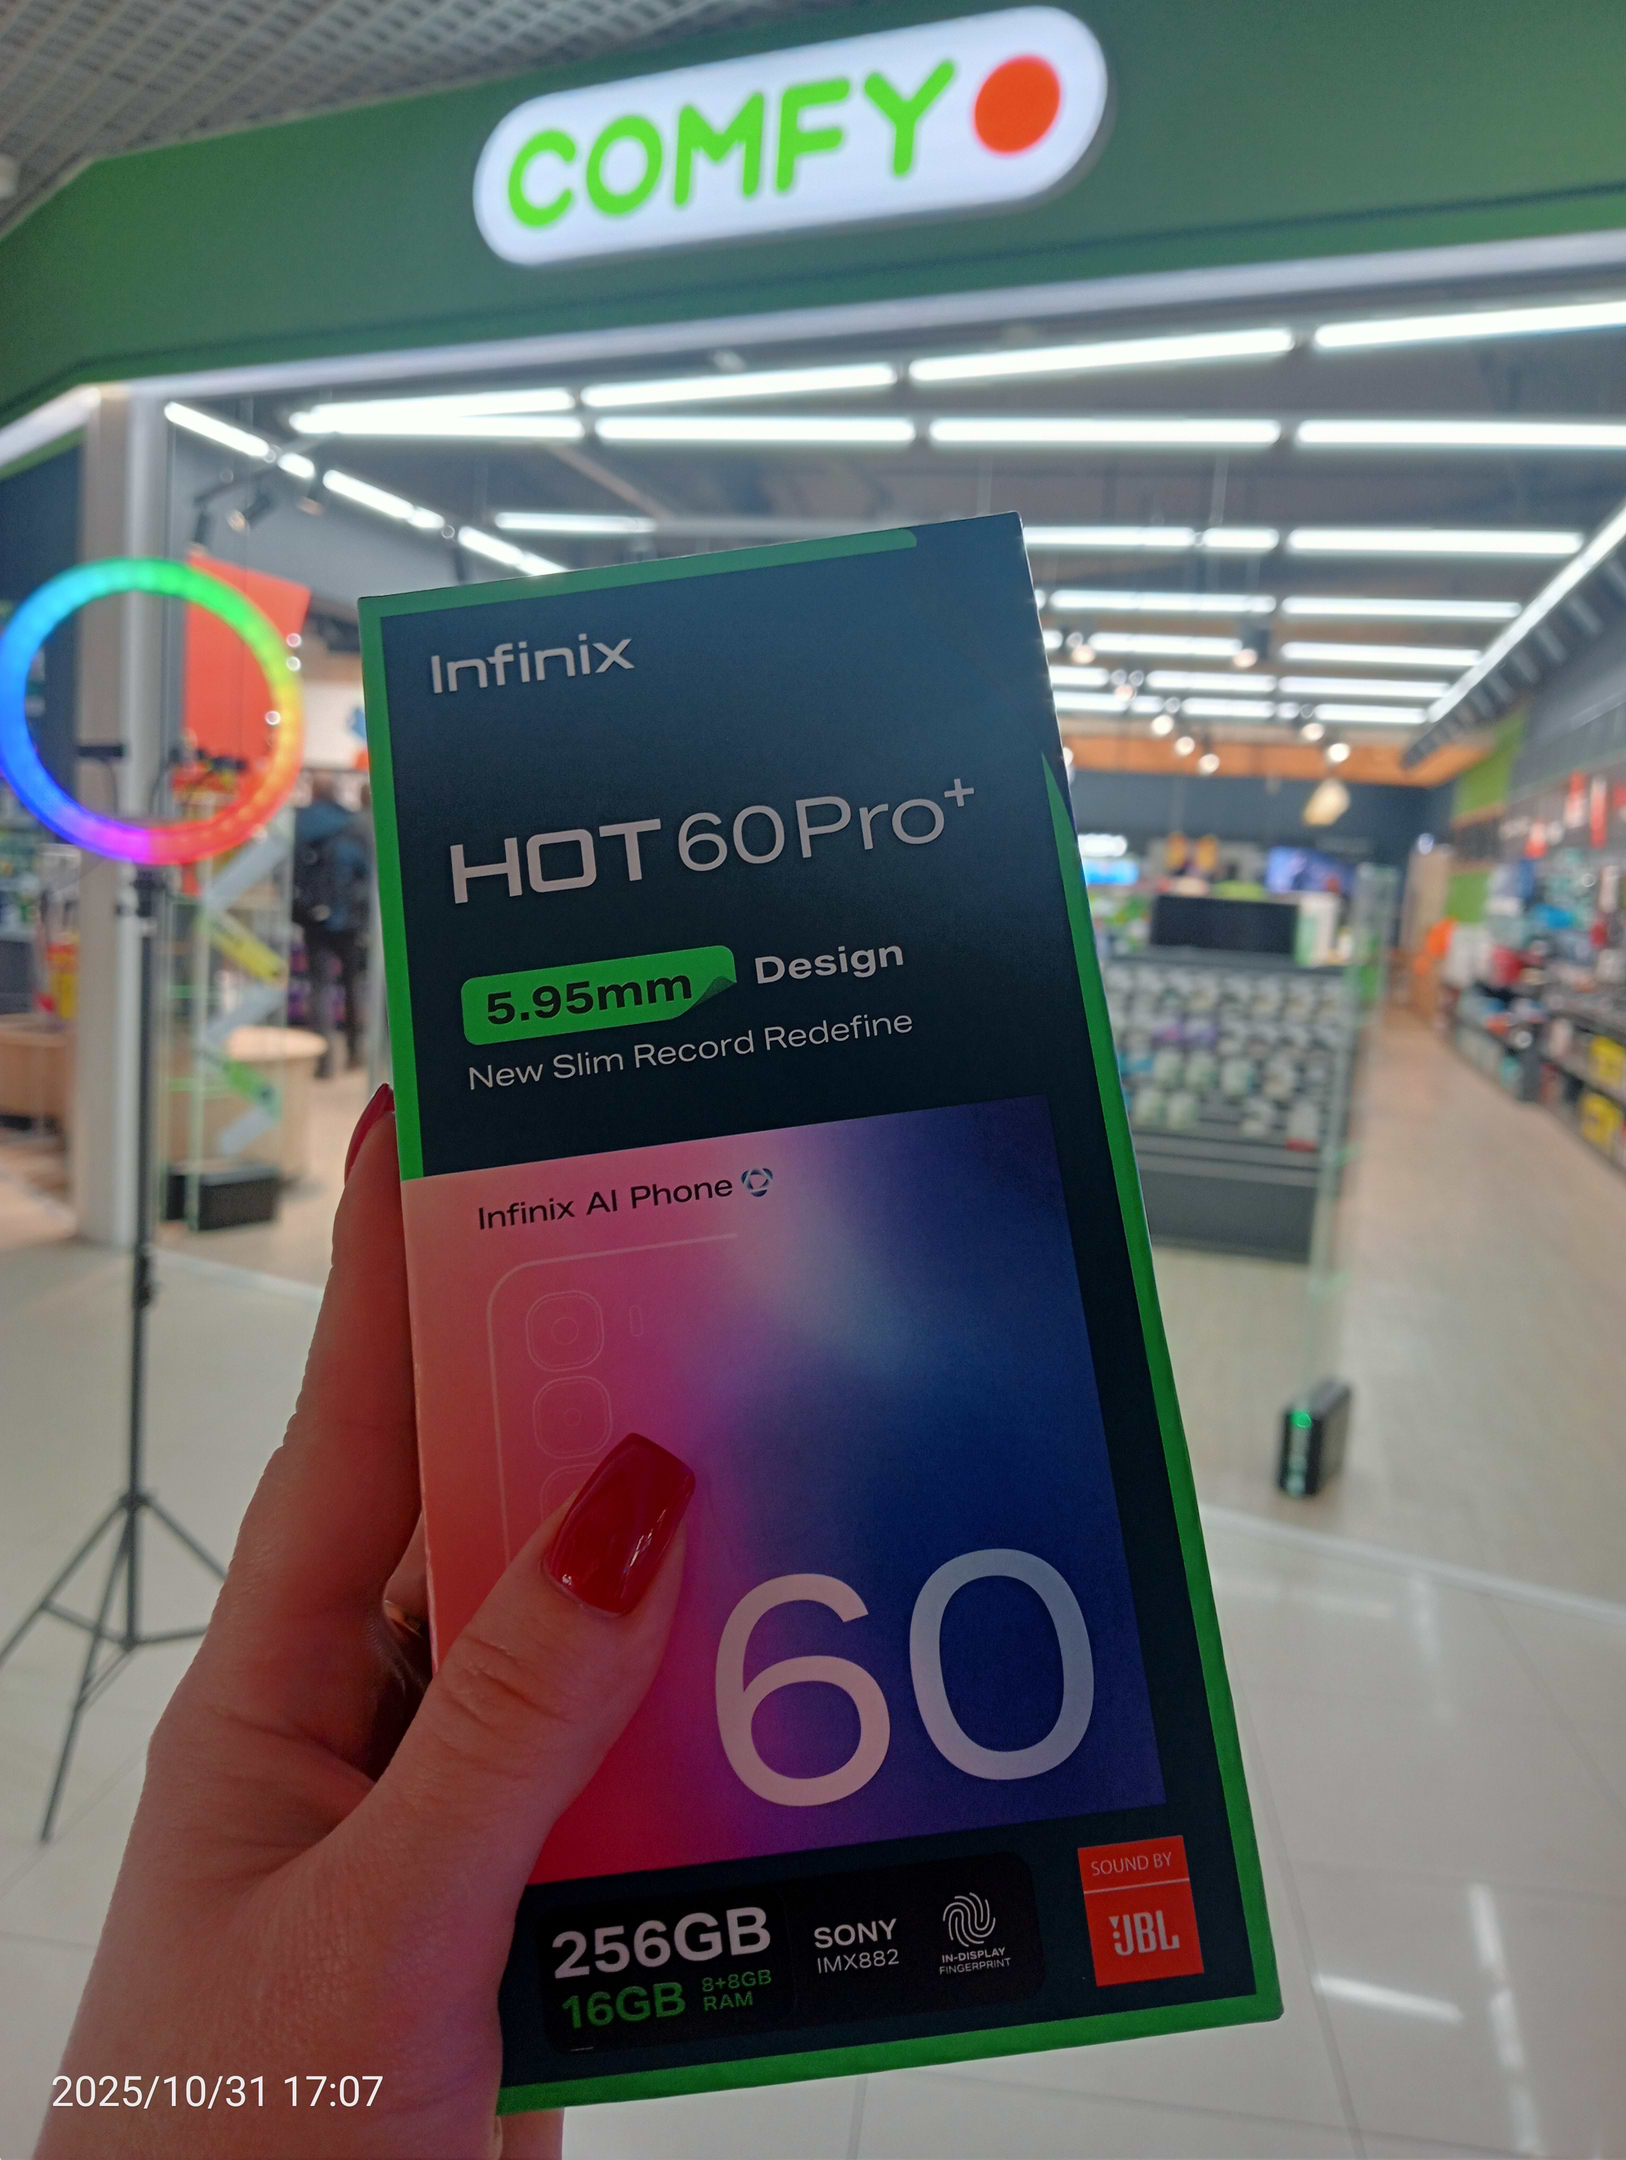 COMFY
Infinix
HOT 60 Pro+
5.95mm Design
New Slim Record Redefine
Infinix AI Phone
60
256GB
16GB 8+8GB RAM
SONY
IMX882
IN-DISPLAY
FINGERPRINT
SOUND BY
JBL
2025/10/31 17:07